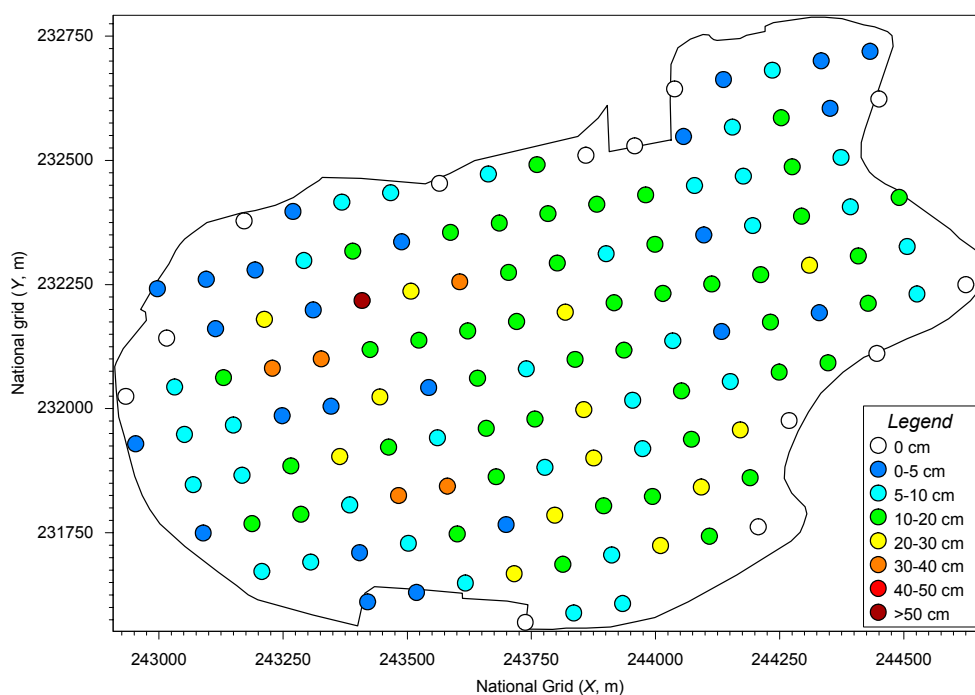 232750
232500
232250
232000
231750
National grid (Y, m)
243000 243250 243500 243750 244000 244250 244500
National Grid (X, m)
Legend
0 cm
0-5 cm
5-10 cm
10-20 cm
20-30 cm
30-40 cm
40-50 cm
>50 cm